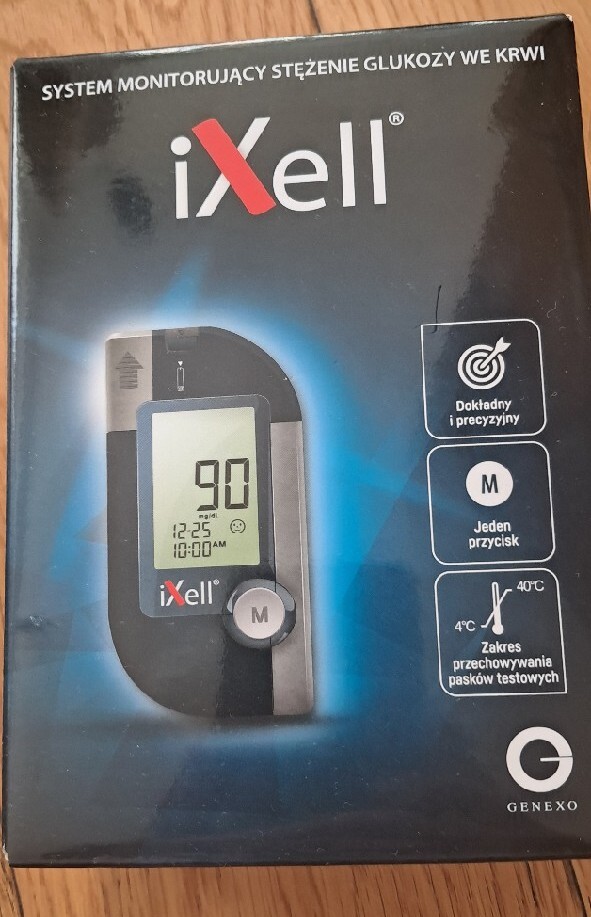 SYSTEM MONITORUJĄCY STĘŻENIE GLUKOZY WE KRWI
iXell®
90
mg/dL
12-25
10:00AM
iXell®
M
Dokładny
i precyzyjny
M
Jeden
przycisk
40°C
4°C
Zakres
przechowywania
pasków testowych
G
GENEXO